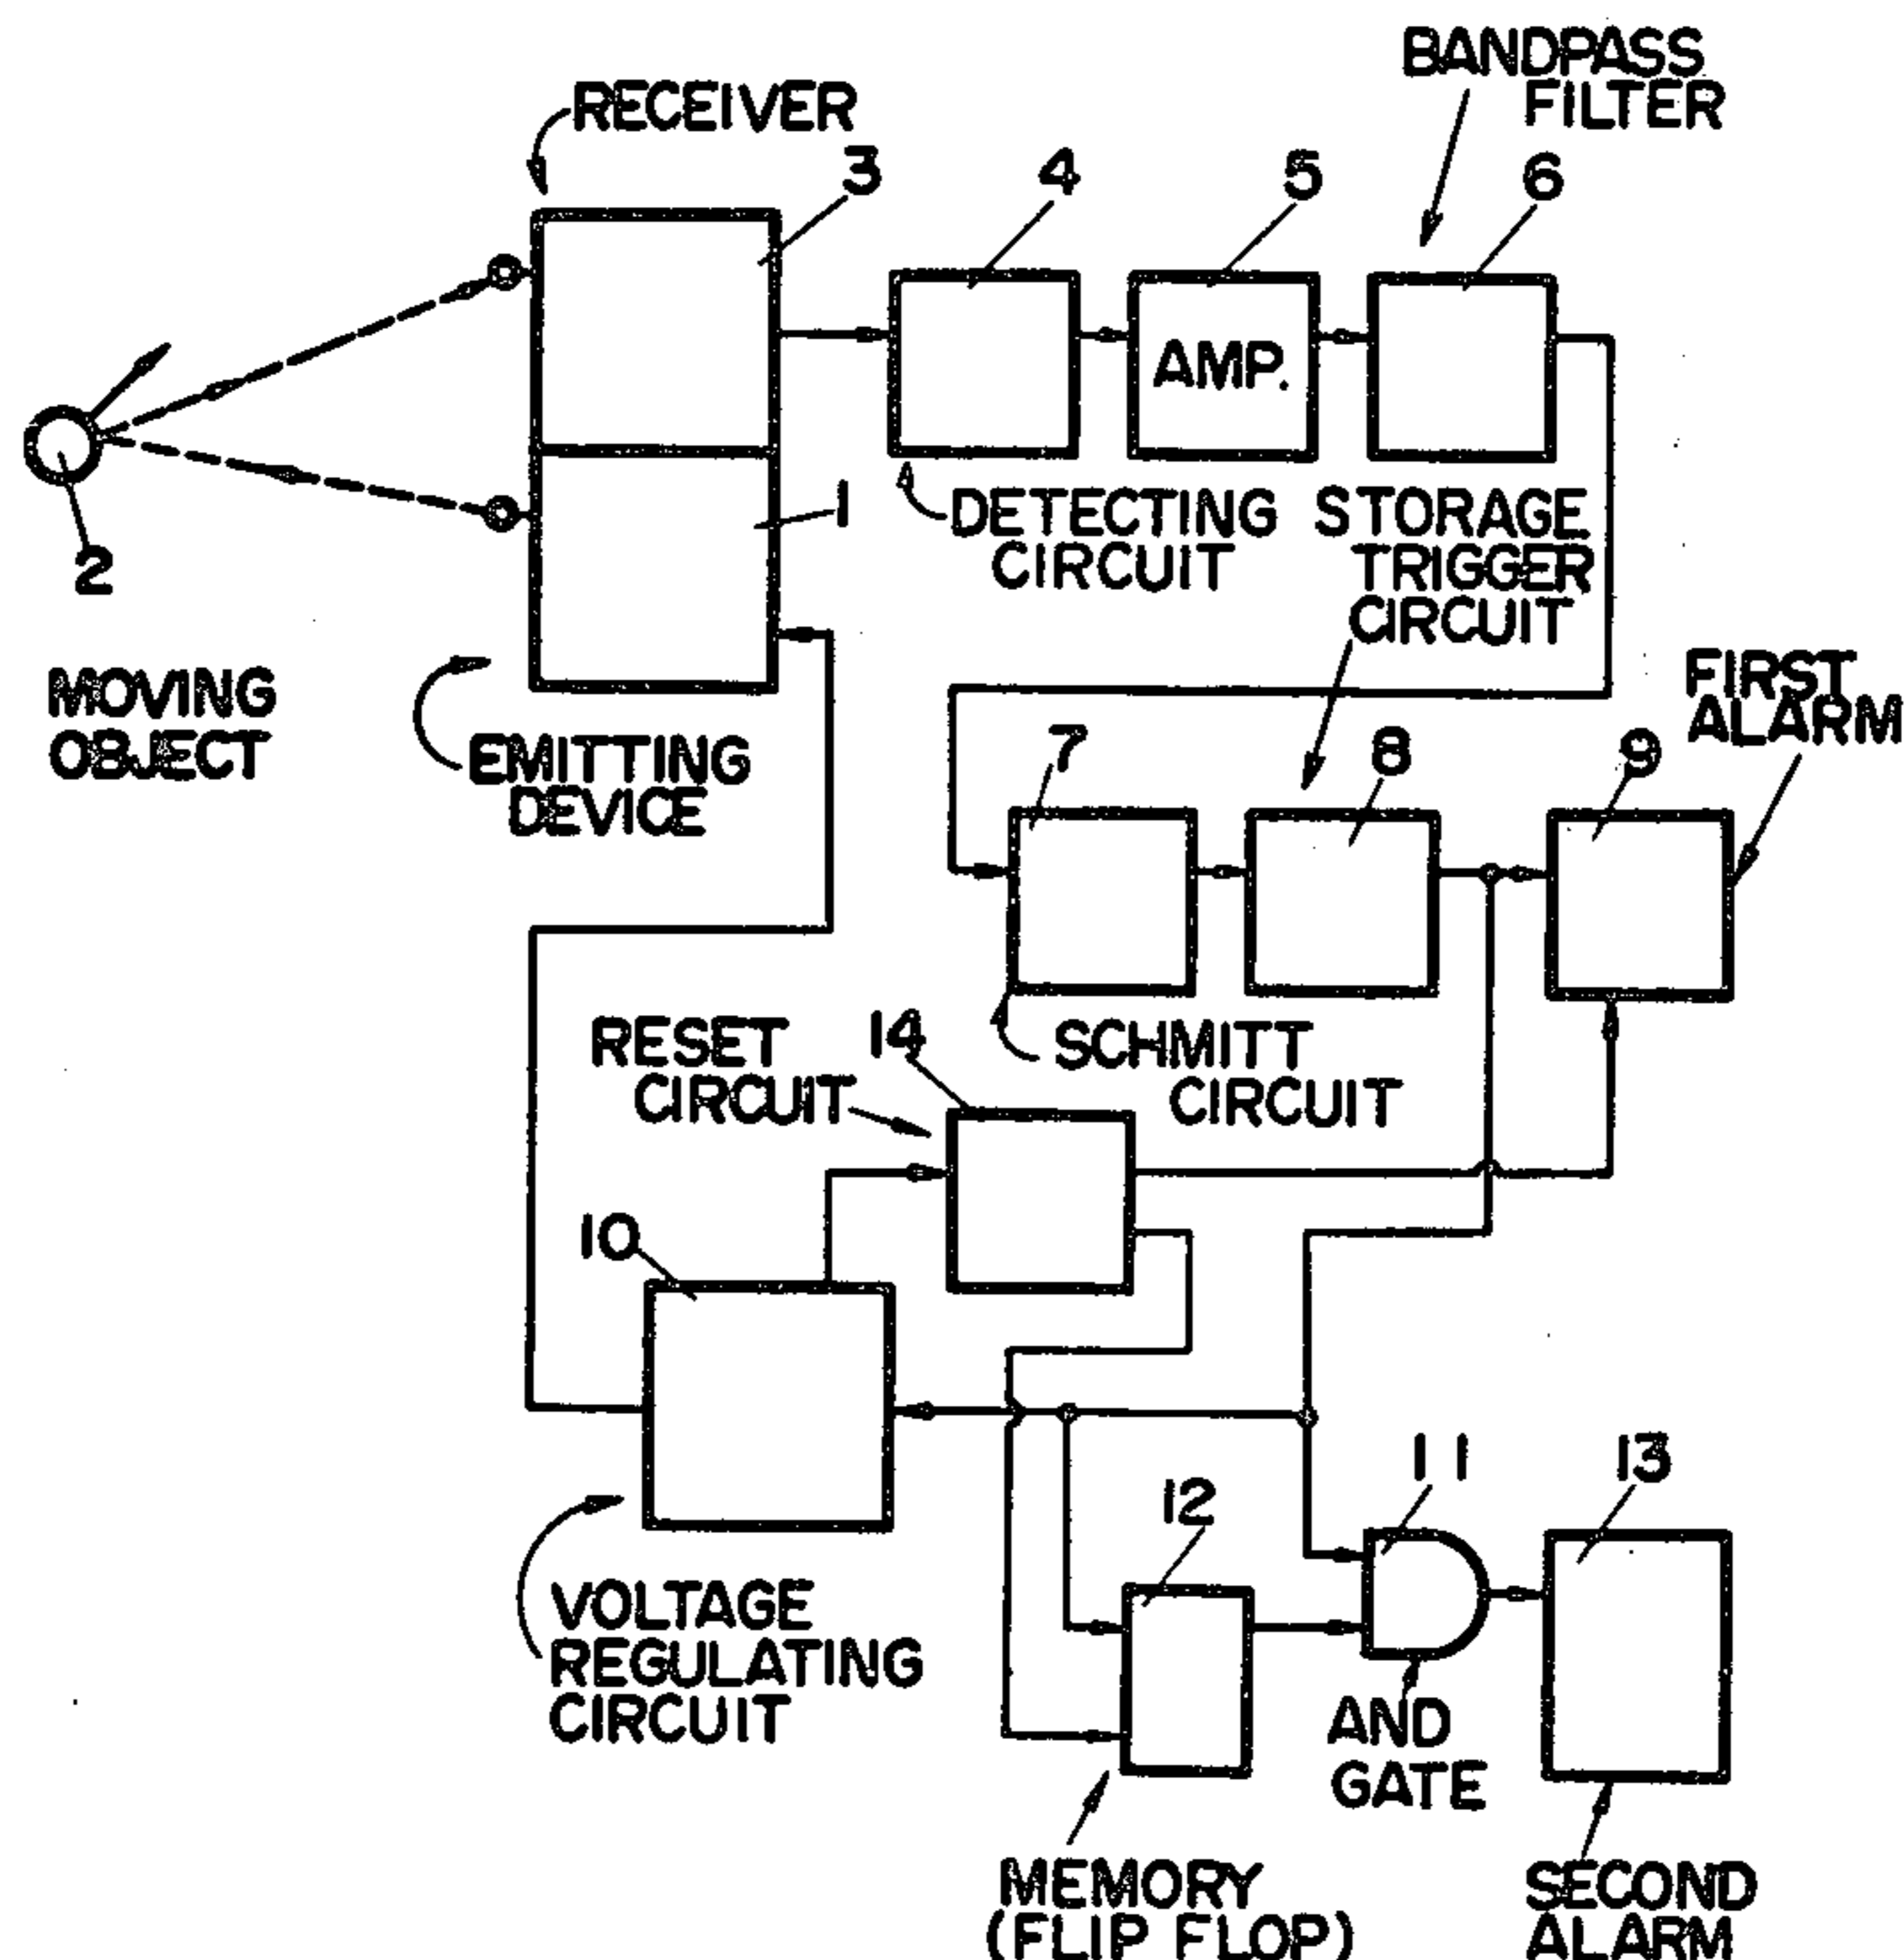 BANDPASS
FILTER
RECEIVER
3
4
5
6
AMP.
1
2
DETECTING
CIRCUIT
STORAGE
TRIGGER
CIRCUIT
MOVING
OBJECT
EMITTING
DEVICE
FIRST
ALARM
7
8
9
RESET
CIRCUIT
14
SCHMITT
CIRCUIT
10
VOLTAGE
REGULATING
CIRCUIT
12
11
13
AND
GATE
MEMORY
(FLIP FLOP)
SECOND
ALARM